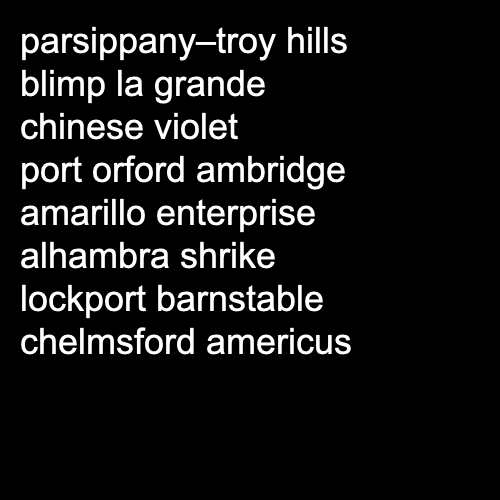 parsippany–troy hills
blimp la grande
chinese violet
port orford ambridge
amarillo enterprise
alhambra shrike
lockport barnstable
chelmsford americus